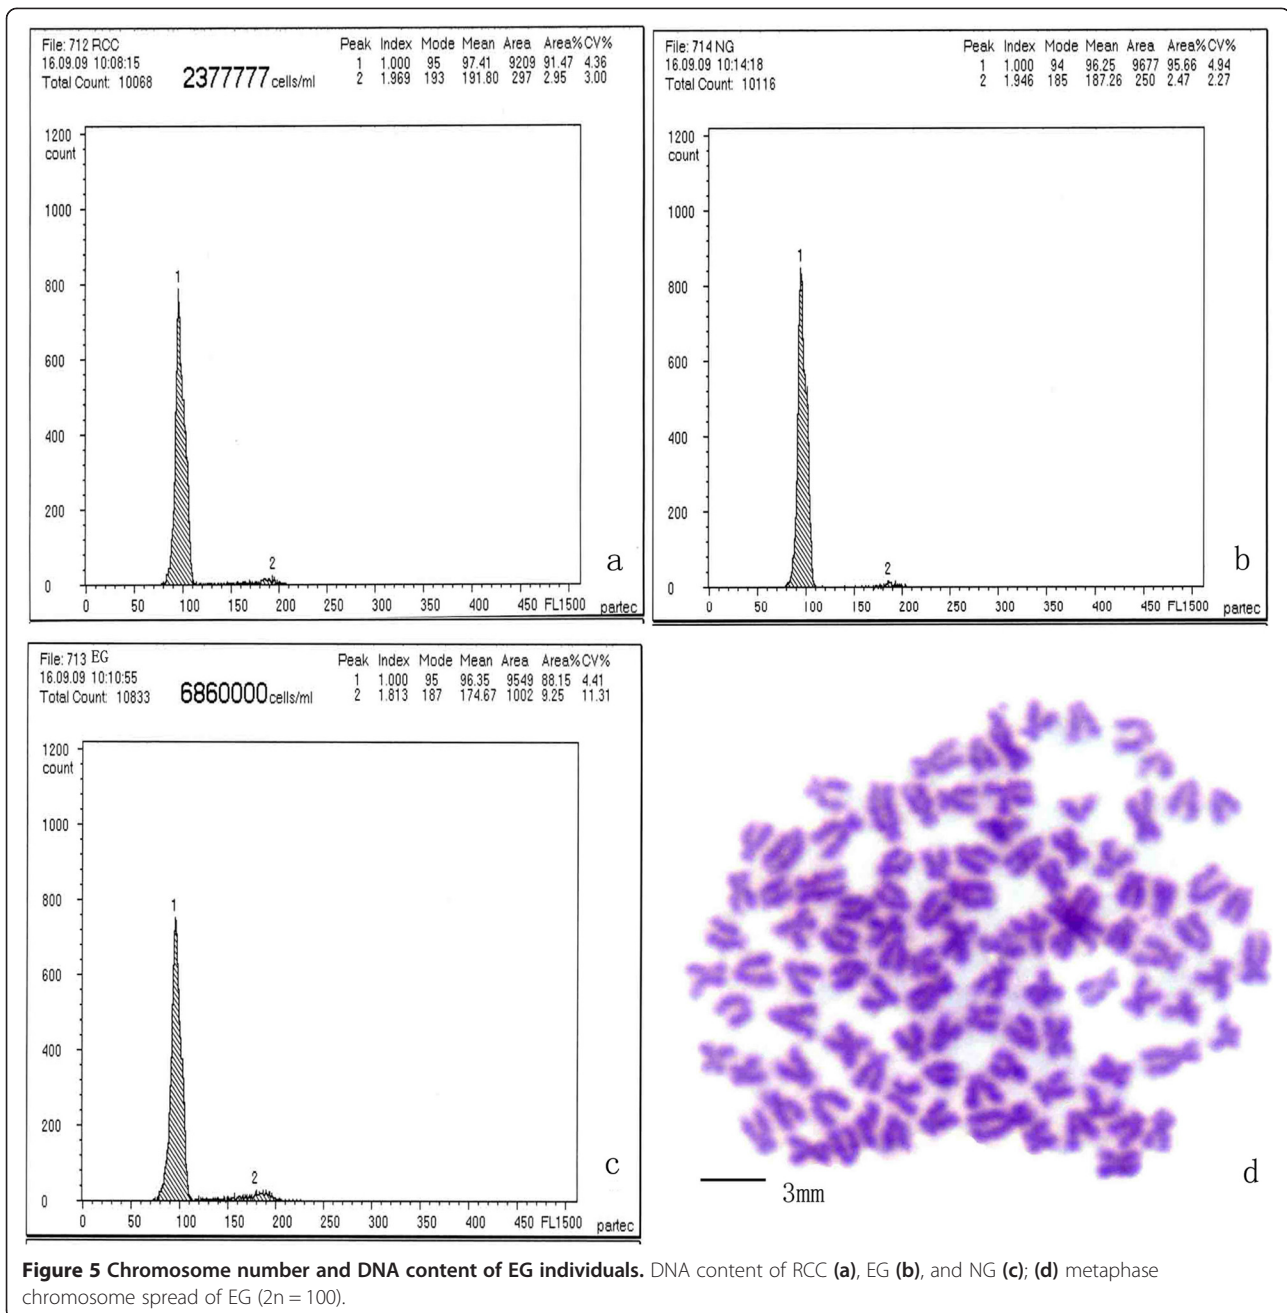 File: 712 RCC
16.09.09 10:08:15
Total Count: 10068 2377777 cells/ml
Peak Index Mode Mean Area Area% CV%
1 1.000 95 97.41 9209 91.47 4.36
2 1.969 193 191.80 297 2.95 3.00
1200
count
1000
800
600
400
200
0
1
2
a
0 50 100 150 200 250 300 350 400 450 FL1500 partec
File: 714 NG
16.09.09 10:14:18
Total Count: 10116
Peak Index Mode Mean Area Area% CV%
1 1.000 94 96.25 9677 95.66 4.94
2 1.946 185 187.26 250 2.47 2.27
1200
count
1000
800
600
400
200
0
1
2
b
0 50 100 150 200 250 300 350 400 450 FL1500 partec
File: 713 EG
16.09.09 10:10:55
Total Count: 10833 6860000 cells/ml
Peak Index Mode Mean Area Area% CV%
1 1.000 95 96.35 9549 88.15 4.41
2 1.813 187 174.67 1002 9.25 11.31
1200
count
1000
800
600
400
200
0
1
2
c
0 50 100 150 200 250 300 350 400 450 FL1500 partec
3mm
d
Figure 5 Chromosome number and DNA content of EG individuals. DNA content of RCC (a), EG (b), and NG (c); (d) metaphase
chromosome spread of EG (2n = 100).